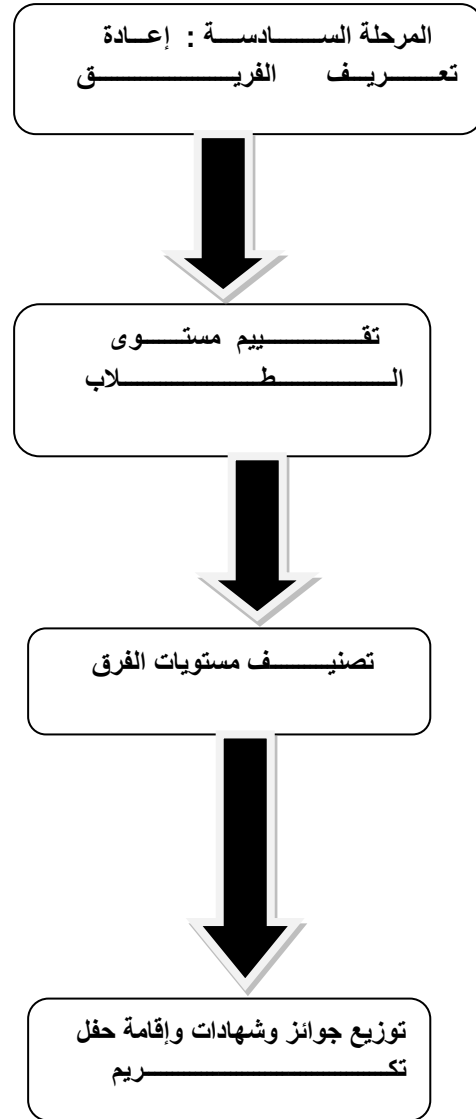 المرحلة السادسة : إعادة
تعريف الفريق
تقييم مستوى
الطلاب
تصنيف مستويات الفرق
توزيع جوائز وشهادات وإقامة حفل
تكريم